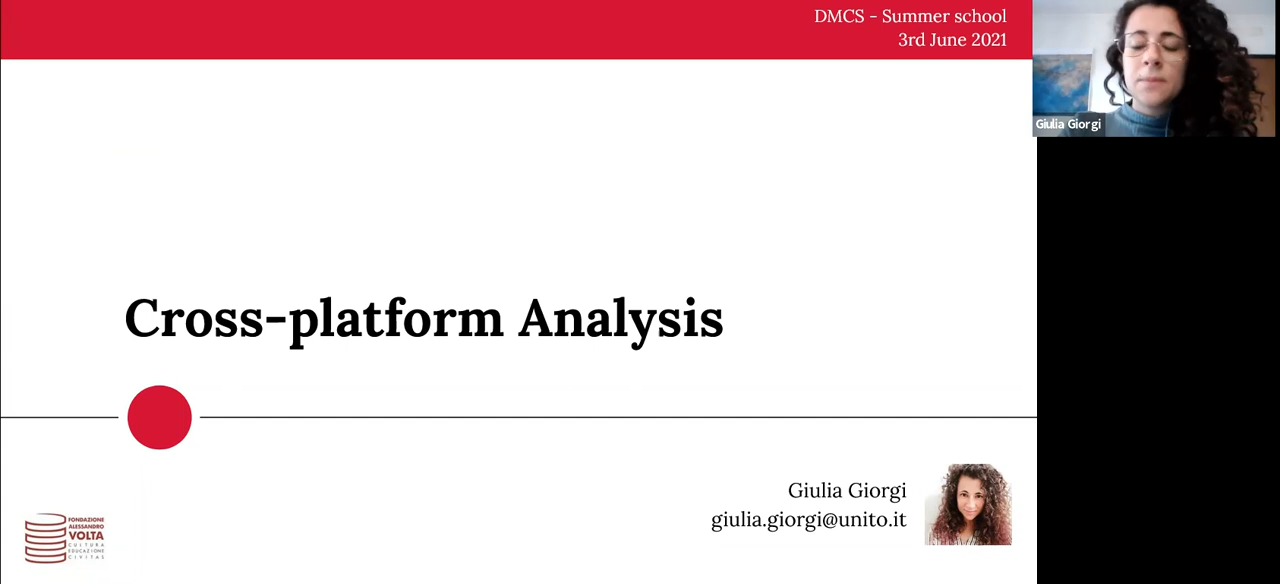 DMCS - Summer school
3rd June 2021
Giulia Giorgi
Cross-platform Analysis
Giulia Giorgi
giulia.giorgi@unito.it
FONDAZIONE
ALESSANDRO
VOLTA
CULTURA
EDUCAZIONE
CIVITAS